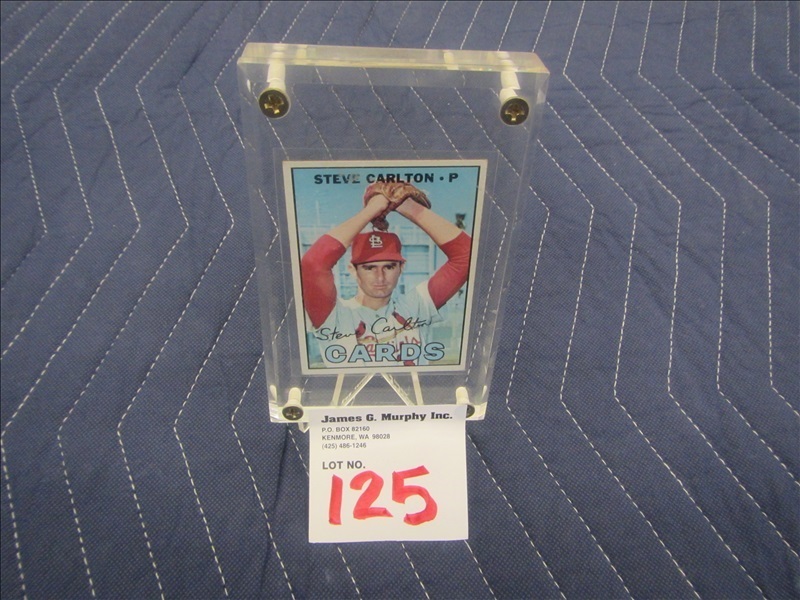 STEVE CARLTON • P
Steve Carlton
CARDS
James G. Murphy Inc.
P.O. BOX 82160
KENMORE, WA 98028
(425) 486-1246
LOT NO.
125